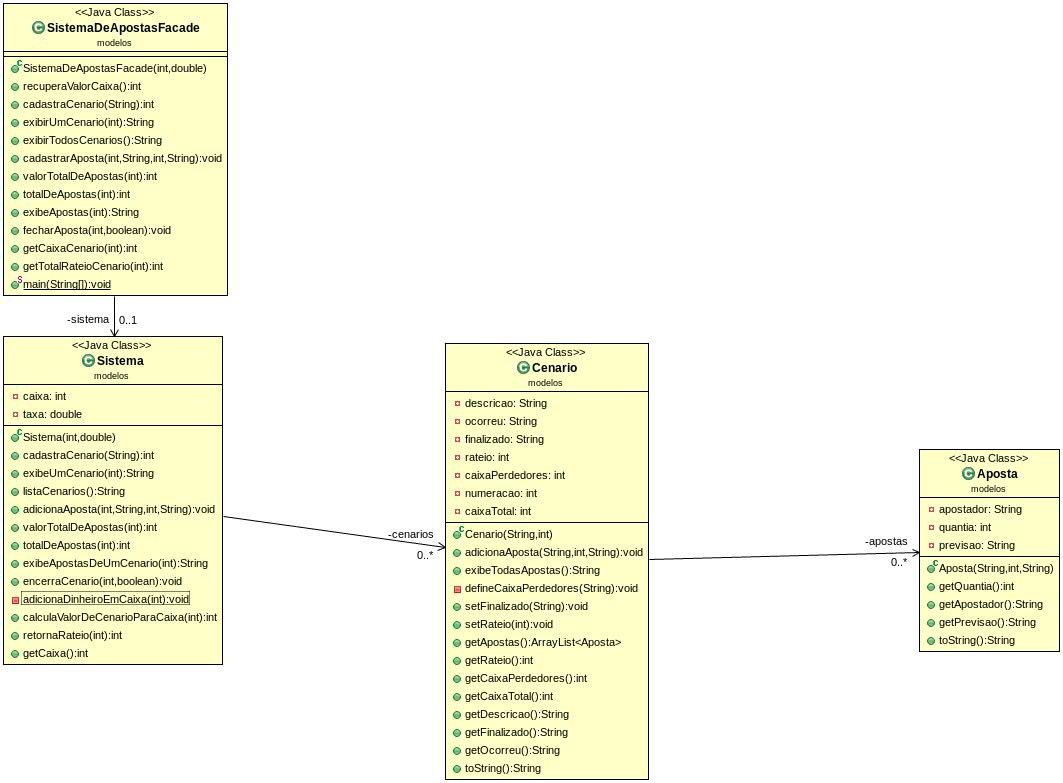 <<Java Class>>
SistemaDeApostasFacade
modelos
SistemaDeApostasFacade(int,double)
recuperaValorCaixa():int
cadastraCenario(String):int
exibirUmCenario(int):String
exibirTodosCenarios():String
cadastrarAposta(int,String,int,String):void
valorTotalDeApostas(int):int
totalDeApostas(int):int
exibeApostas(int):String
fecharAposta(int,boolean):void
getCaixaCenario(int):int
getTotalRateioCenario(int):int
main(String[]):void
-sistema 0..1
<<Java Class>>
Sistema
modelos
caixa: int
taxa: double
Sistema(int,double)
cadastraCenario(String):int
exibeUmCenario(int):String
listaCenarios():String
adicionaAposta(int,String,int,String):void
valorTotalDeApostas(int):int
totalDeApostas(int):int
exibeApostasDeUmCenario(int):String
encerraCenario(int,boolean):void
adicionaDinheiroEmCaixa(int):void
calculaValorDeCenarioParaCaixa(int):int
retornaRateio(int):int
getCaixa():int
-cenarios
0..*
<<Java Class>>
Cenario
modelos
descricao: String
ocorreu: String
finalizado: String
rateio: int
caixaPerdedores: int
numeracao: int
caixaTotal: int
Cenario(String,int)
adicionaAposta(String,int,String):void
exibeTodasApostas():String
defineCaixaPerdedores(String):void
setFinalizado(String):void
setRateio(int):void
getApostas():ArrayList<Aposta>
getRateio():int
getCaixaPerdedores():int
getCaixaTotal():int
getDescricao():String
getFinalizado():String
getOcorreu():String
toString():String
-apostas
0..*
<<Java Class>>
Aposta
modelos
apostador: String
quantia: int
previsao: String
Aposta(String,int,String)
getQuantia():int
getApostador():String
getPrevisao():String
toString():String